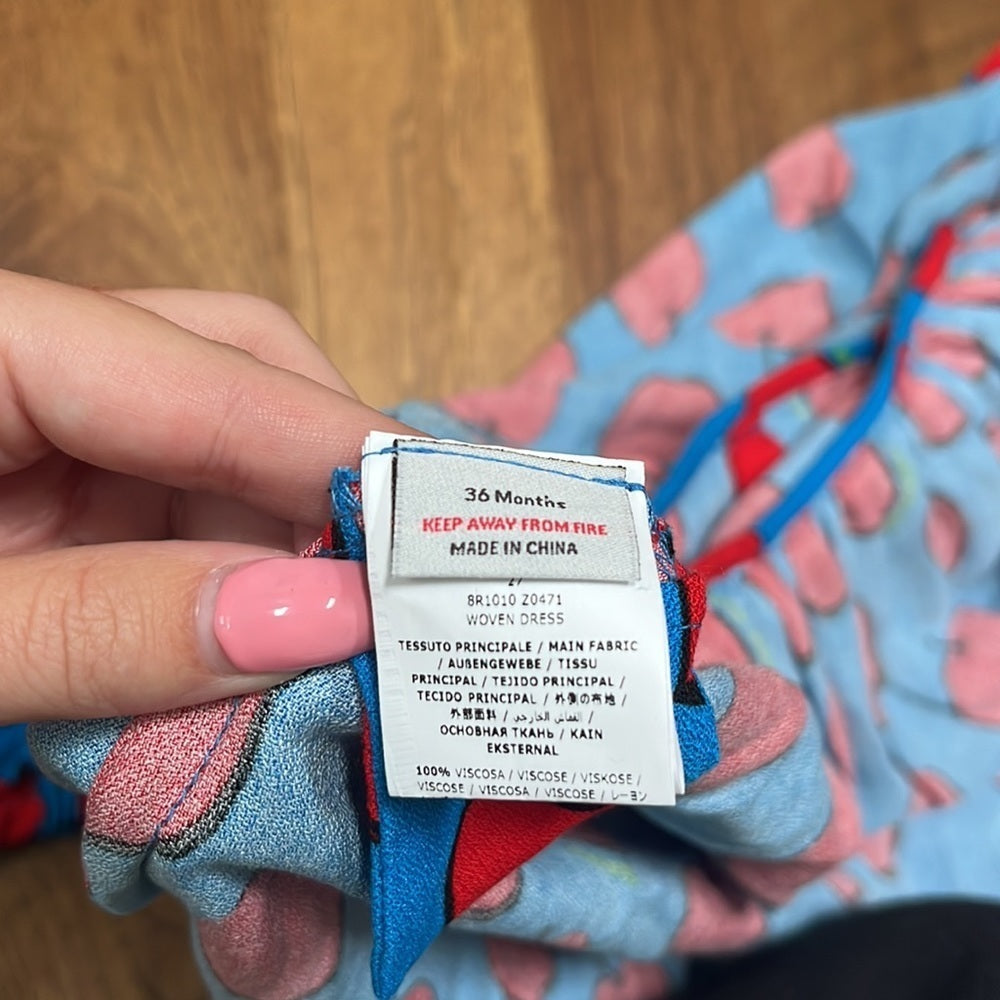 36 Months
KEEP AWAY FROM FIRE
MADE IN CHINA
27
8R1010 Z0471
WOVEN DRESS
TESSUTO PRINCIPALE / MAIN FABRIC
/ AUßENGEWEBE / TISSU
PRINCIPAL / TEJIDO PRINCIPAL /
TECIDO PRINCIPAL / 外側の布地 /
外部面料 / القماش الخارجي /
ОСНОВНАЯ ТКАНЬ / KAIN
EKSTERNAL
100% VISCOSA / VISCOSE / VISKOSE /
VISCOSE / VISCOSA / VISCOSE / レーヨン